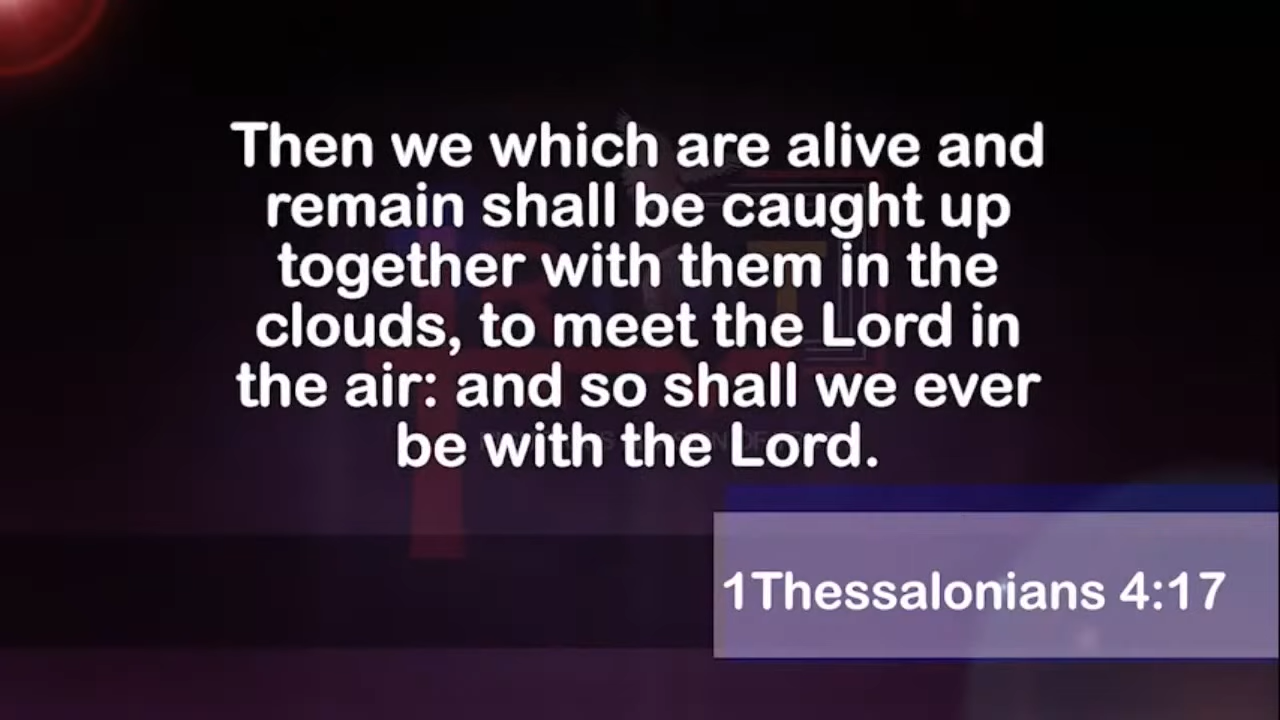 Then we which are alive and
remain shall be caught up
together with them in the
clouds, to meet the Lord in
the air: and so shall we ever
be with the Lord.
1Thessalonians 4:17